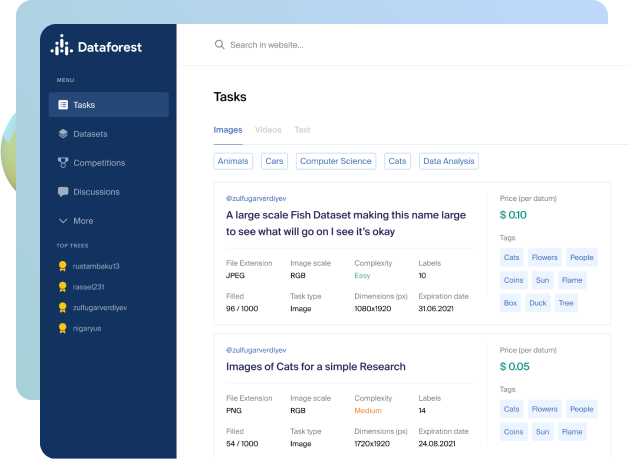 Dataforest
Search in website...
MENU
Tasks
Datasets
Competitions
Discussions
More
TOP TREES
rustambaku13
rassel231
zulfugarverdiyev
nigaryus
Tasks
Images Videos Text
Animals Cars Computer Science Cats Data Analysis
@zulfugarverdiyev
A large scale Fish Dataset making this name large
to see what will go on I see it's okay
File Extension Image scale Complexity Labels
JPEG RGB Easy 10
Filled Task type Dimensions (px) Expiration date
96 / 1000 Image 1080x1920 31.06.2021
Price (per datum)
$ 0.10
Tags
Cats Flowers People
Coins Sun Flame
Box Duck Tree
@zulfugarverdiyev
Images of Cats for a simple Research
File Extension Image scale Complexity Labels
PNG RGB Medium 14
Filled Task type Dimensions (px) Expiration date
54 / 1000 Image 1720x1920 24.08.2021
Price (per datum)
$ 0.05
Tags
Cats Flowers People
Coins Sun Flame